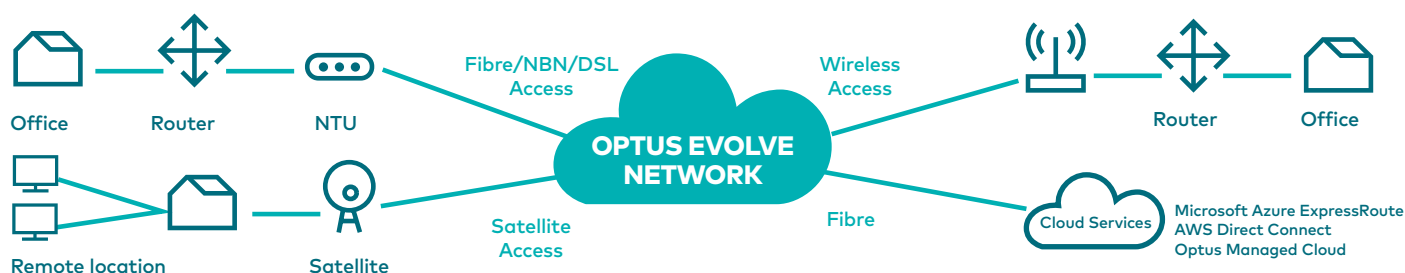 Fibre/NBN/DSL
Access
Wireless
Access
Office
Router
NTU
OPTUS EVOLVE
NETWORK
Router
Office
Satellite
Access
Fibre
Cloud Services
Microsoft Azure ExpressRoute
AWS Direct Connect
Optus Managed Cloud
Remote location
Satellite